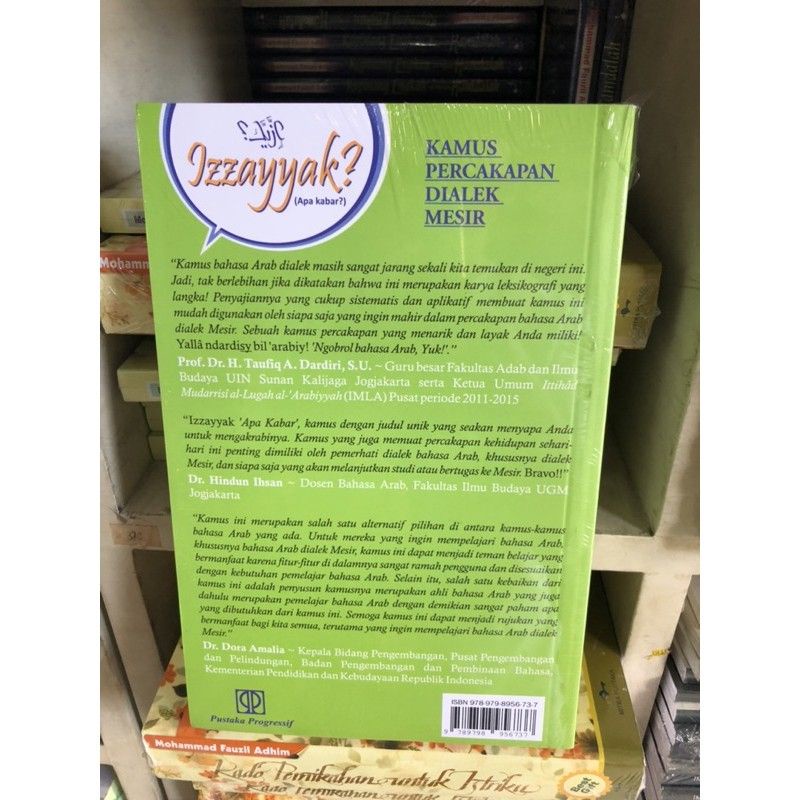 ازيّك؟
Izzayyak?
(Apa kabar?)
KAMUS
PERCAKAPAN
DIALEK
MESIR
“Kamus bahasa Arab dialek masih sangat jarang sekali kita temukan di negeri ini.
Jadi, tak berlebihan jika dikatakan bahwa ini merupakan karya leksikografi yang
langka! Penyajiannya yang cukup sistematis dan aplikatif membuat kamus ini
mudah digunakan oleh siapa saja yang ingin mahir dalam percakapan bahasa Arab
dialek Mesir. Sebuah kamus percakapan yang menarik dan layak Anda miliki!
Yallâ ndardisy bil 'arabiy! 'Ngobrol bahasa Arab, Yuk!'.”
Prof. Dr. H. Taufiq A. Dardiri, S.U. ~ Guru besar Fakultas Adab dan Ilmu
Budaya UIN Sunan Kalijaga Jogjakarta serta Ketua Umum Ittihâd
Mudarrisî al-Lugah al-'Arabiyyah (IMLA) Pusat periode 2011-2015
“Izzayyak 'Apa Kabar', kamus dengan judul unik yang seakan menyapa Anda
untuk mengakrabinya. Kamus yang juga memuat percakapan kehidupan sehari-
hari ini penting dimiliki oleh pemerhati dialek bahasa Arab, khususnya dialek
Mesir, dan siapa saja yang akan melanjutkan studi atau bertugas ke Mesir. Bravo!!”
Dr. Hindun Ihsan ~ Dosen Bahasa Arab, Fakultas Ilmu Budaya UGM
Jogjakarta
“Kamus ini merupakan salah satu alternatif pilihan di antara kamus-kamus
bahasa Arab yang ada. Untuk mereka yang ingin mempelajari bahasa Arab,
khususnya bahasa Arab dialek Mesir, kamus ini dapat menjadi teman belajar yang
bermanfaat karena fitur-fitur di dalamnya sangat ramah pengguna dan disesuaikan
dengan kebutuhan pemelajar bahasa Arab. Selain itu, salah satu kebaikan dari
kamus ini adalah penyusun kamusnya merupakan ahli bahasa Arab yang juga
dahulu merupakan pemelajar bahasa Arab dengan demikian sangat paham apa
yang dibutuhkan dari kamus ini. Semoga kamus ini dapat menjadi rujukan yang
bermanfaat bagi kita semua, terutama yang ingin mempelajari bahasa Arab dialek
Mesir.”
Dr. Dora Amalia ~ Kepala Bidang Pengembangan, Pusat Pengembangan
dan Pelindungan, Badan Pengembangan dan Pembinaan Bahasa,
Kementerian Pendidikan dan Kebudayaan Republik Indonesia
Pustaka Progressif
ISBN 978-979-8956-73-7
9 789798 956737
Mohammad Fauzil Adhim
Kado Pernikahan untuk Istriku
Best Gift